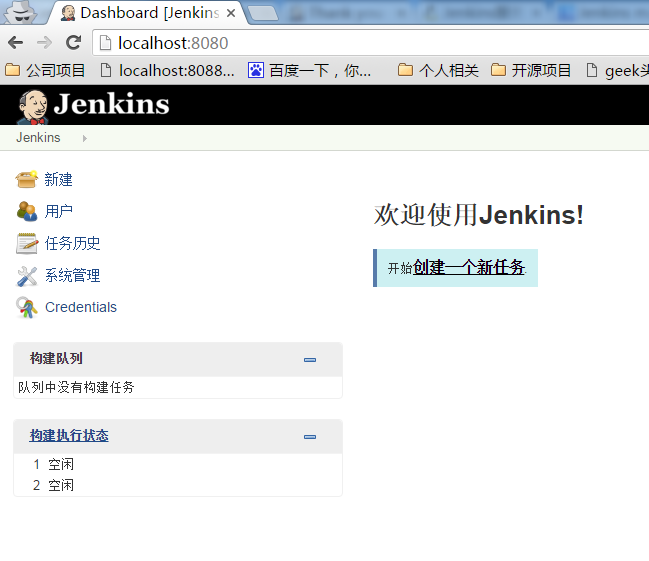 Dashboard [Jenkins
localhost:8080
公司项目 localhost:8088... 百度一下，你... 个人相关 开源项目 geek头
Jenkins
Jenkins
新建
用户
任务历史
系统管理
Credentials
欢迎使用Jenkins!
开始创建一个新任务.
构建队列
队列中没有构建任务
构建执行状态
1 空闲
2 空闲